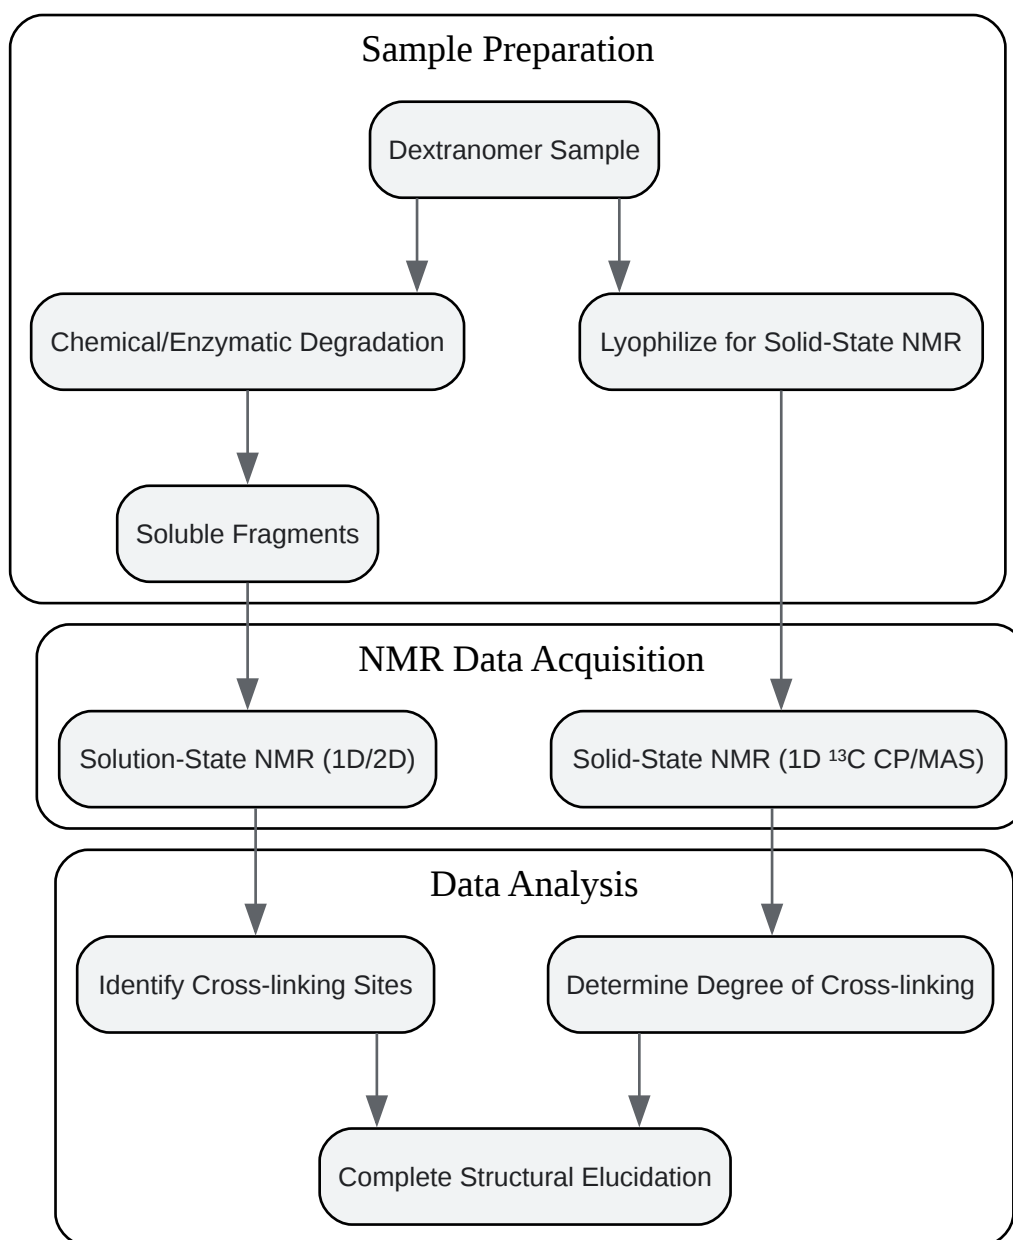 Sample Preparation
Dextranomer Sample
Chemical/Enzymatic Degradation
Lyophilize for Solid-State NMR
Soluble Fragments
NMR Data Acquisition
Solution-State NMR (1D/2D)
Solid-State NMR (1D ¹³C CP/MAS)
Data Analysis
Identify Cross-linking Sites
Determine Degree of Cross-linking
Complete Structural Elucidation